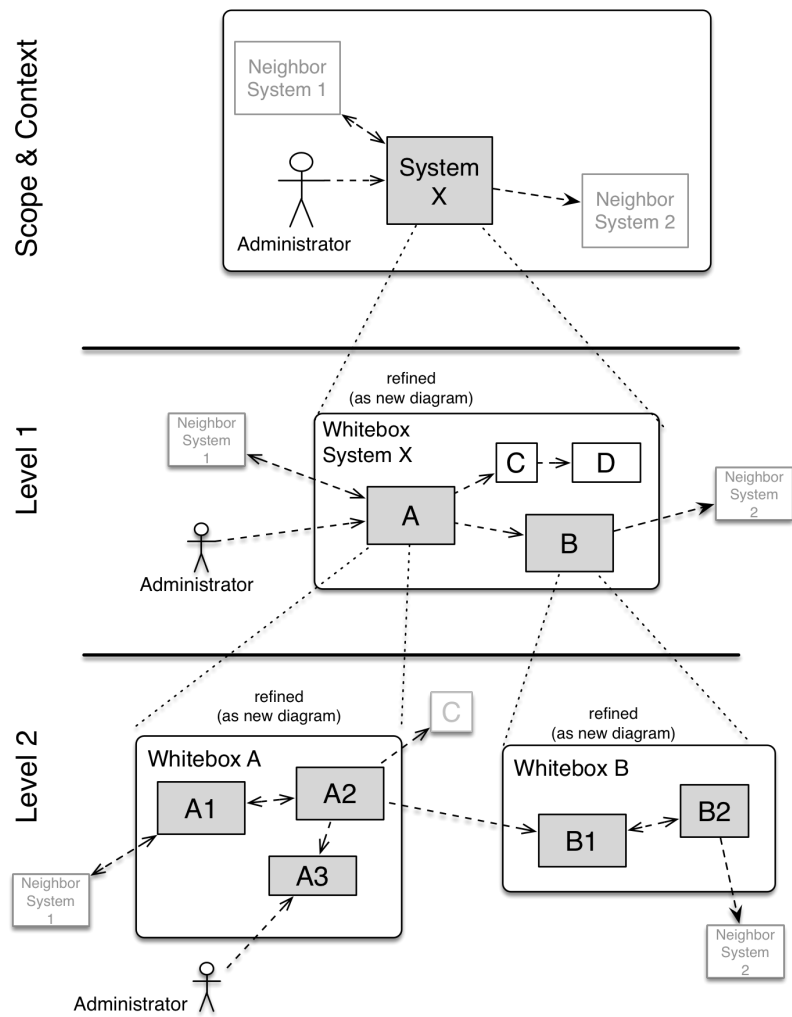 Scope & Context
Neighbor
System 1
System
X
Administrator
Neighbor
System 2
Level 1
refined
(as new diagram)
Neighbor
System
1
Whitebox
System X
C
D
A
B
Neighbor
System
2
Administrator
Level 2
refined
(as new diagram)
C
refined
(as new diagram)
Whitebox A
A1
A2
A3
Whitebox B
B1
B2
Neighbor
System
1
Administrator
Neighbor
System
2